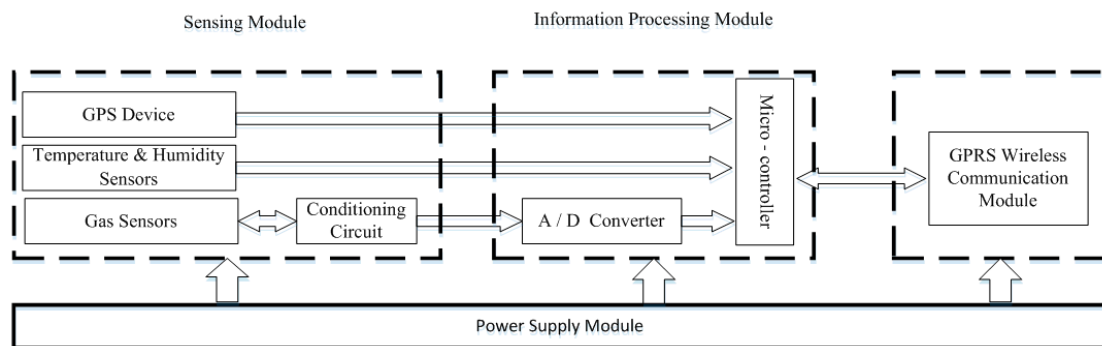 Sensing Module
Information Processing Module
GPS Device
Temperature & Humidity
Sensors
Gas Sensors
Conditioning
Circuit
A / D Converter
Micro - controller
GPRS Wireless
Communication
Module
Power Supply Module